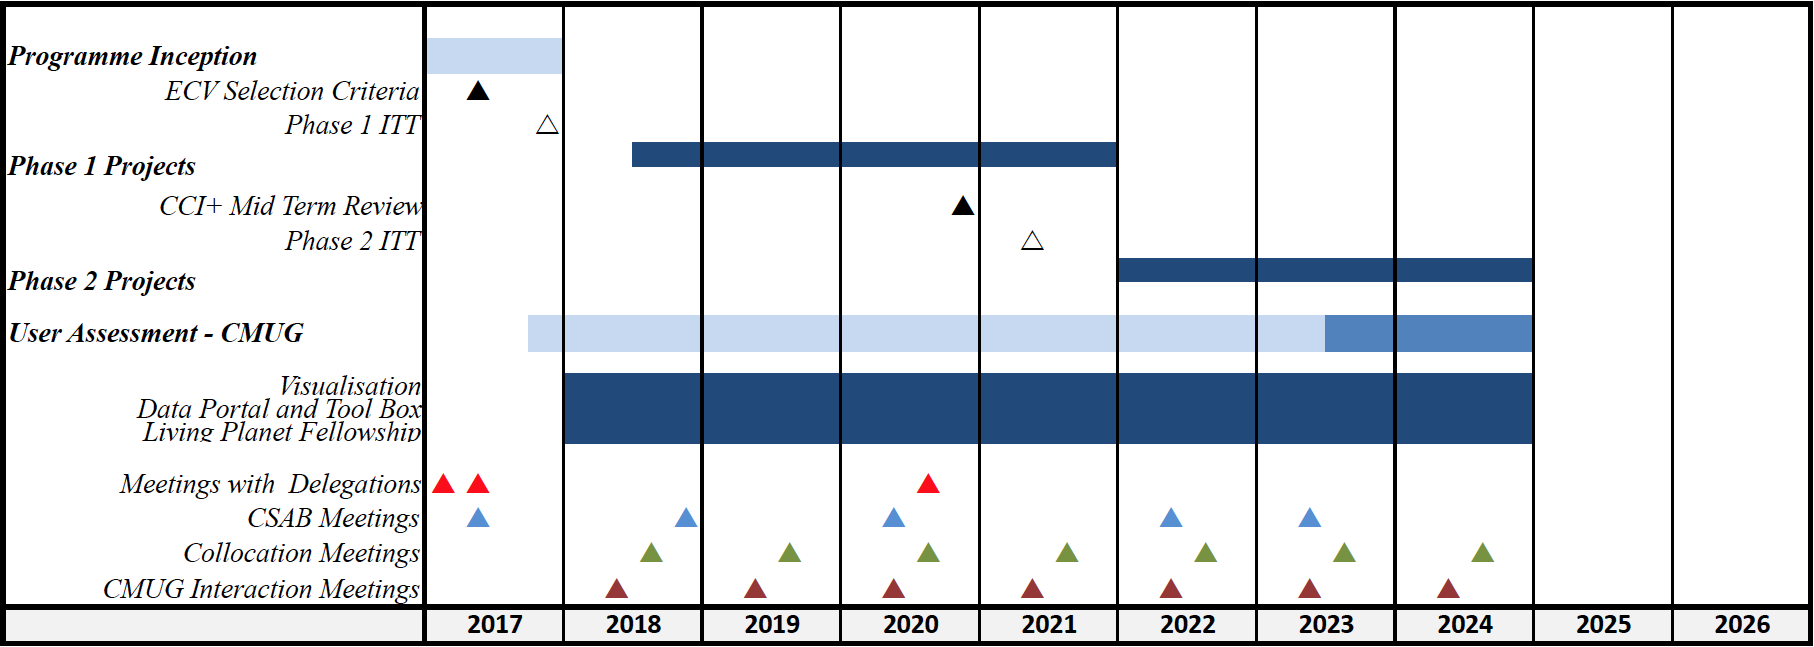 Programme Inception
ECV Selection Criteria
Phase 1 ITT
Phase 1 Projects
CCI+ Mid Term Review
Phase 2 ITT
Phase 2 Projects
User Assessment - CMUG
Visualisation
Data Portal and Tool Box
Living Planet Fellowship
Meetings with Delegations
CSAB Meetings
Collocation Meetings
CMUG Interaction Meetings
2017 2018 2019 2020 2021 2022 2023 2024 2025 2026